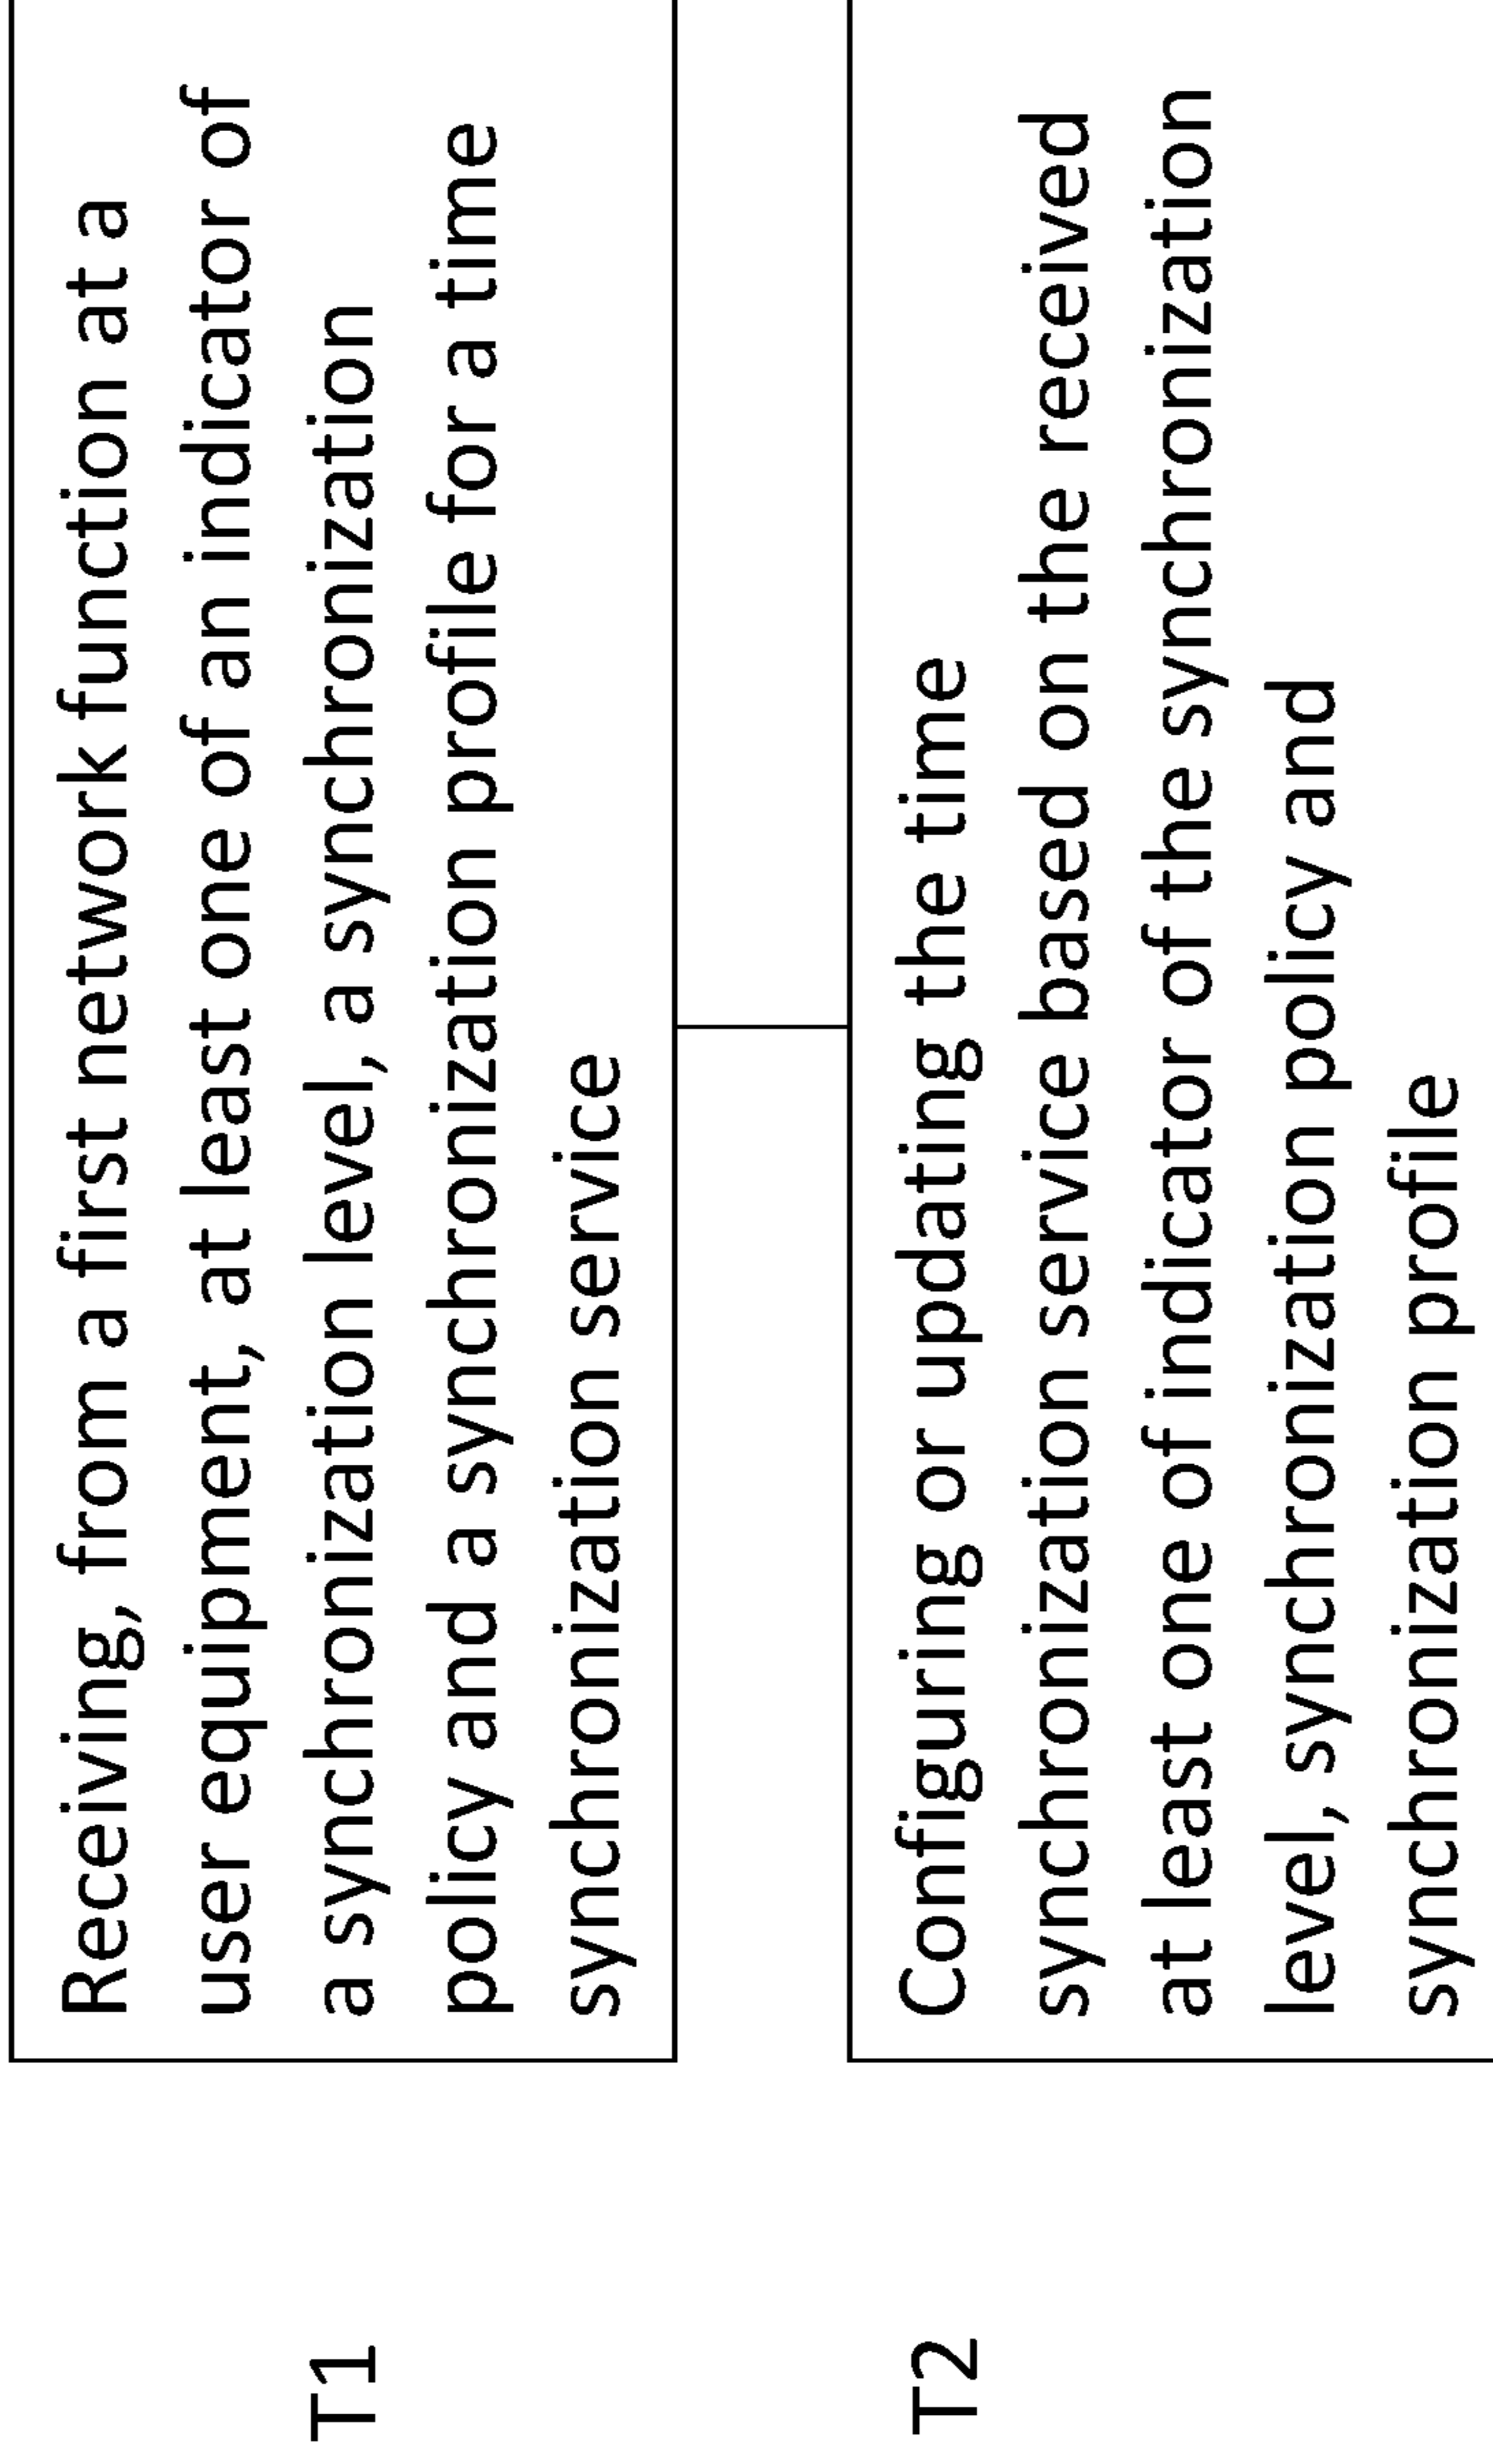 T1
Receiving, from a first network function at a
user equipment, at least one of an indicator of
a synchronization level, a synchronization
policy and a synchronization profile for a time
synchronization service
T2
Configuring or updating the time
synchronization service based on the received
at least one of indicator of the synchronization
level, synchronization policy and
synchronization profile